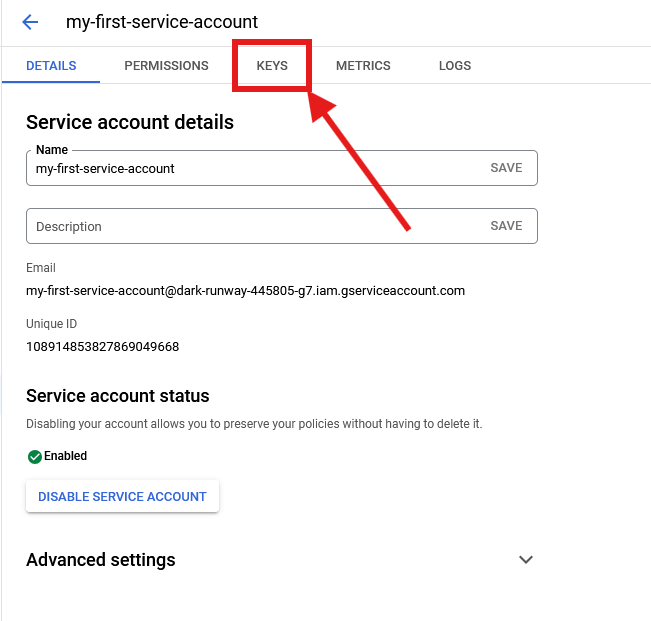 my-first-service-account
DETAILS PERMISSIONS KEYS METRICS LOGS
Service account details
Name
my-first-service-account SAVE
Description SAVE
Email
my-first-service-account@dark-runway-445805-g7.iam.gserviceaccount.com
Unique ID
108914853827869049668
Service account status
Disabling your account allows you to preserve your policies without having to delete it.
Enabled
DISABLE SERVICE ACCOUNT
Advanced settings